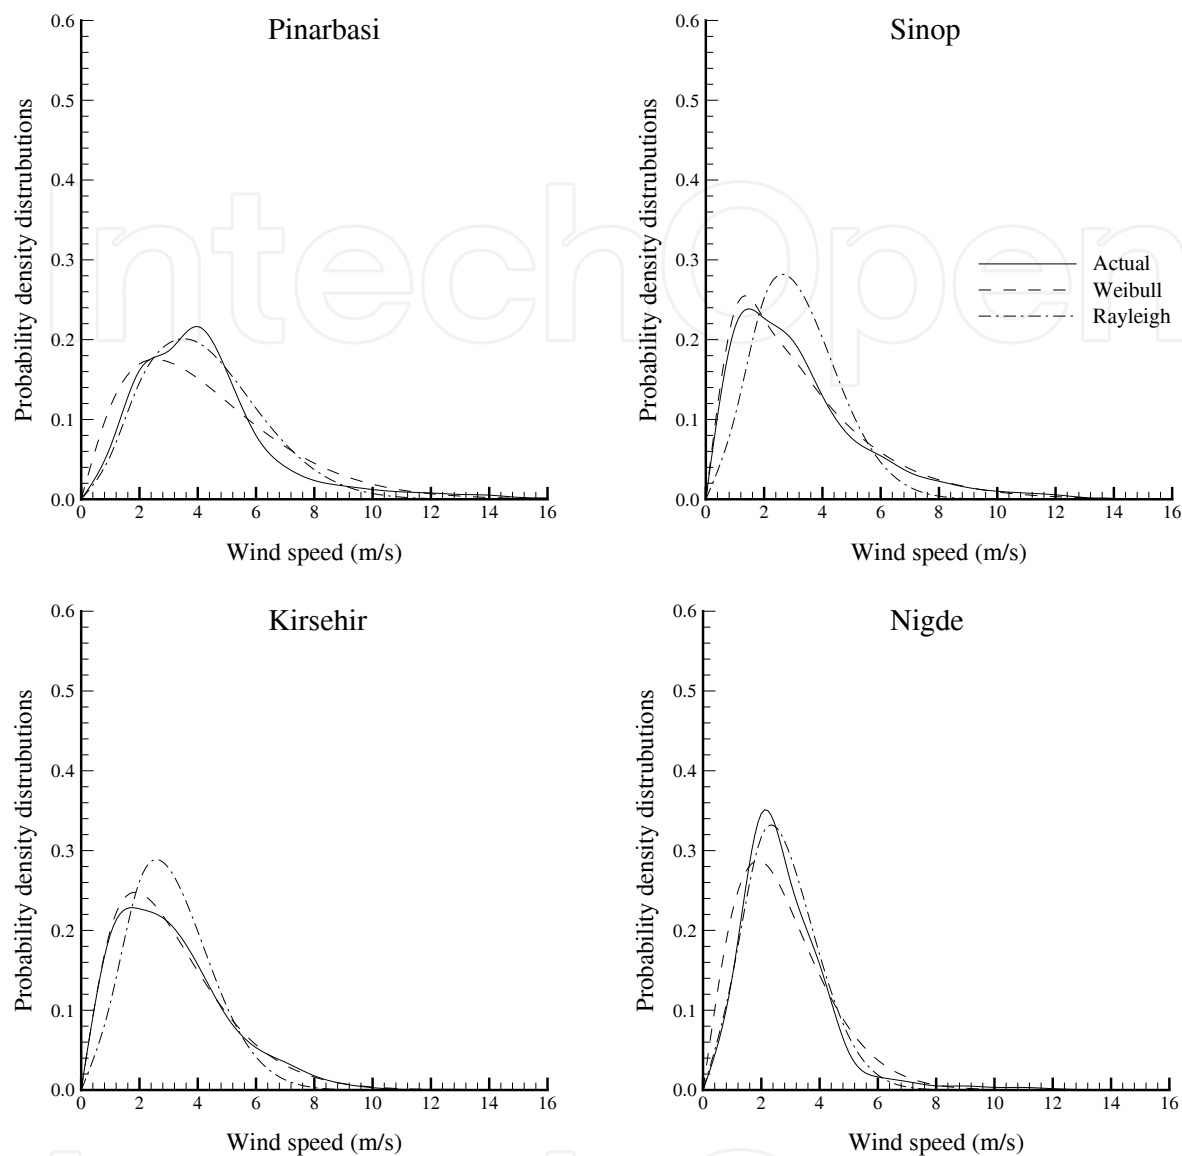 Pinarbasi
0.6
0.5
0.4
0.3
0.2
0.1
0.0
Probability density distrubutions
0 2 4 6 8 10 12 14 16
Wind speed (m/s)
Sinop
0.6
0.5
0.4
0.3
0.2
0.1
0.0
Probability density distrubutions
Actual
Weibull
Rayleigh
0 2 4 6 8 10 12 14 16
Wind speed (m/s)
Kirsehir
0.6
0.5
0.4
0.3
0.2
0.1
0.0
Probability density distrubutions
0 2 4 6 8 10 12 14 16
Wind speed (m/s)
Nigde
0.6
0.5
0.4
0.3
0.2
0.1
0.0
Probability density distrubutions
0 2 4 6 8 10 12 14 16
Wind speed (m/s)
IntechOpen